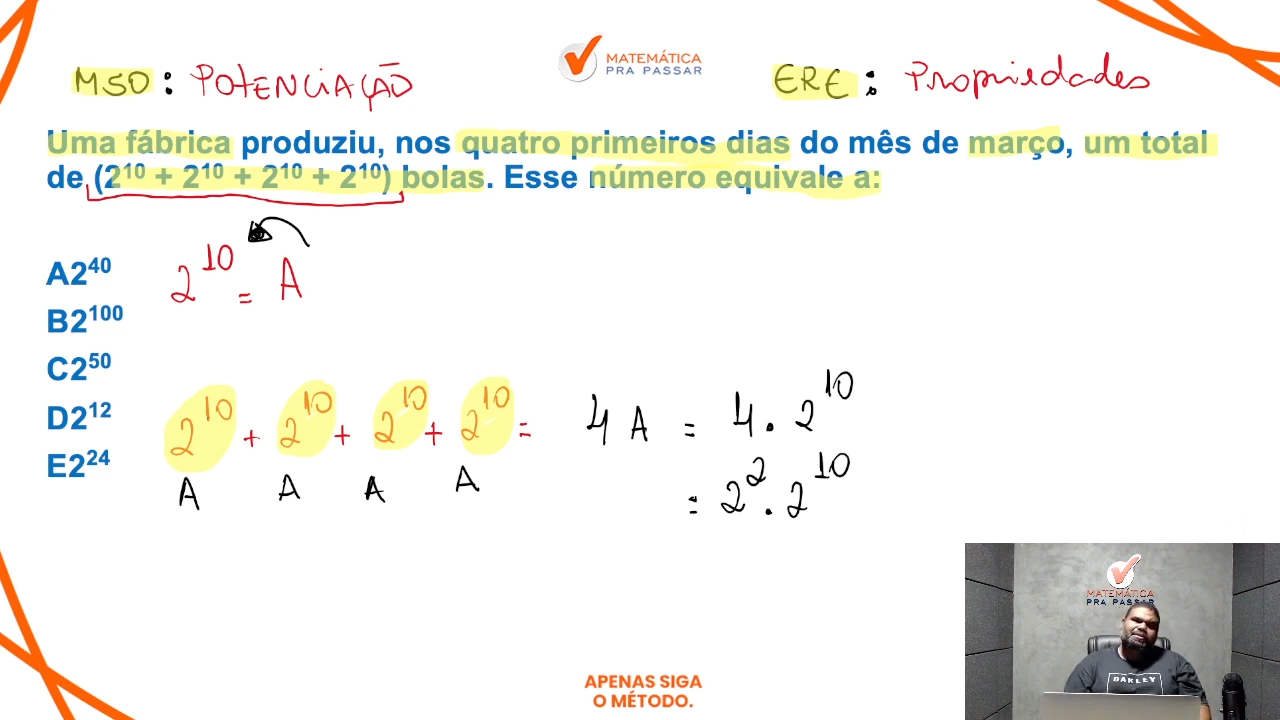 MATEMÁTICA
PRA PASSAR
MSO : POTENCIAÇÃO
ERE : Propriedades
Uma fábrica produziu, nos quatro primeiros dias do mês de março, um total
de (2¹⁰ + 2¹⁰ + 2¹⁰ + 2¹⁰) bolas. Esse número equivale a:
A2⁴⁰
B2¹⁰⁰
C2⁵⁰
D2¹²
E2²⁴
2¹⁰ = A
2¹⁰ + 2¹⁰ + 2¹⁰ + 2¹⁰ = 4A = 4 . 2¹⁰
A A A A
= 2² . 2¹⁰
MATEMÁTICA
PRA PASSAR
OAKLEY
APENAS SIGA
O MÉTODO.